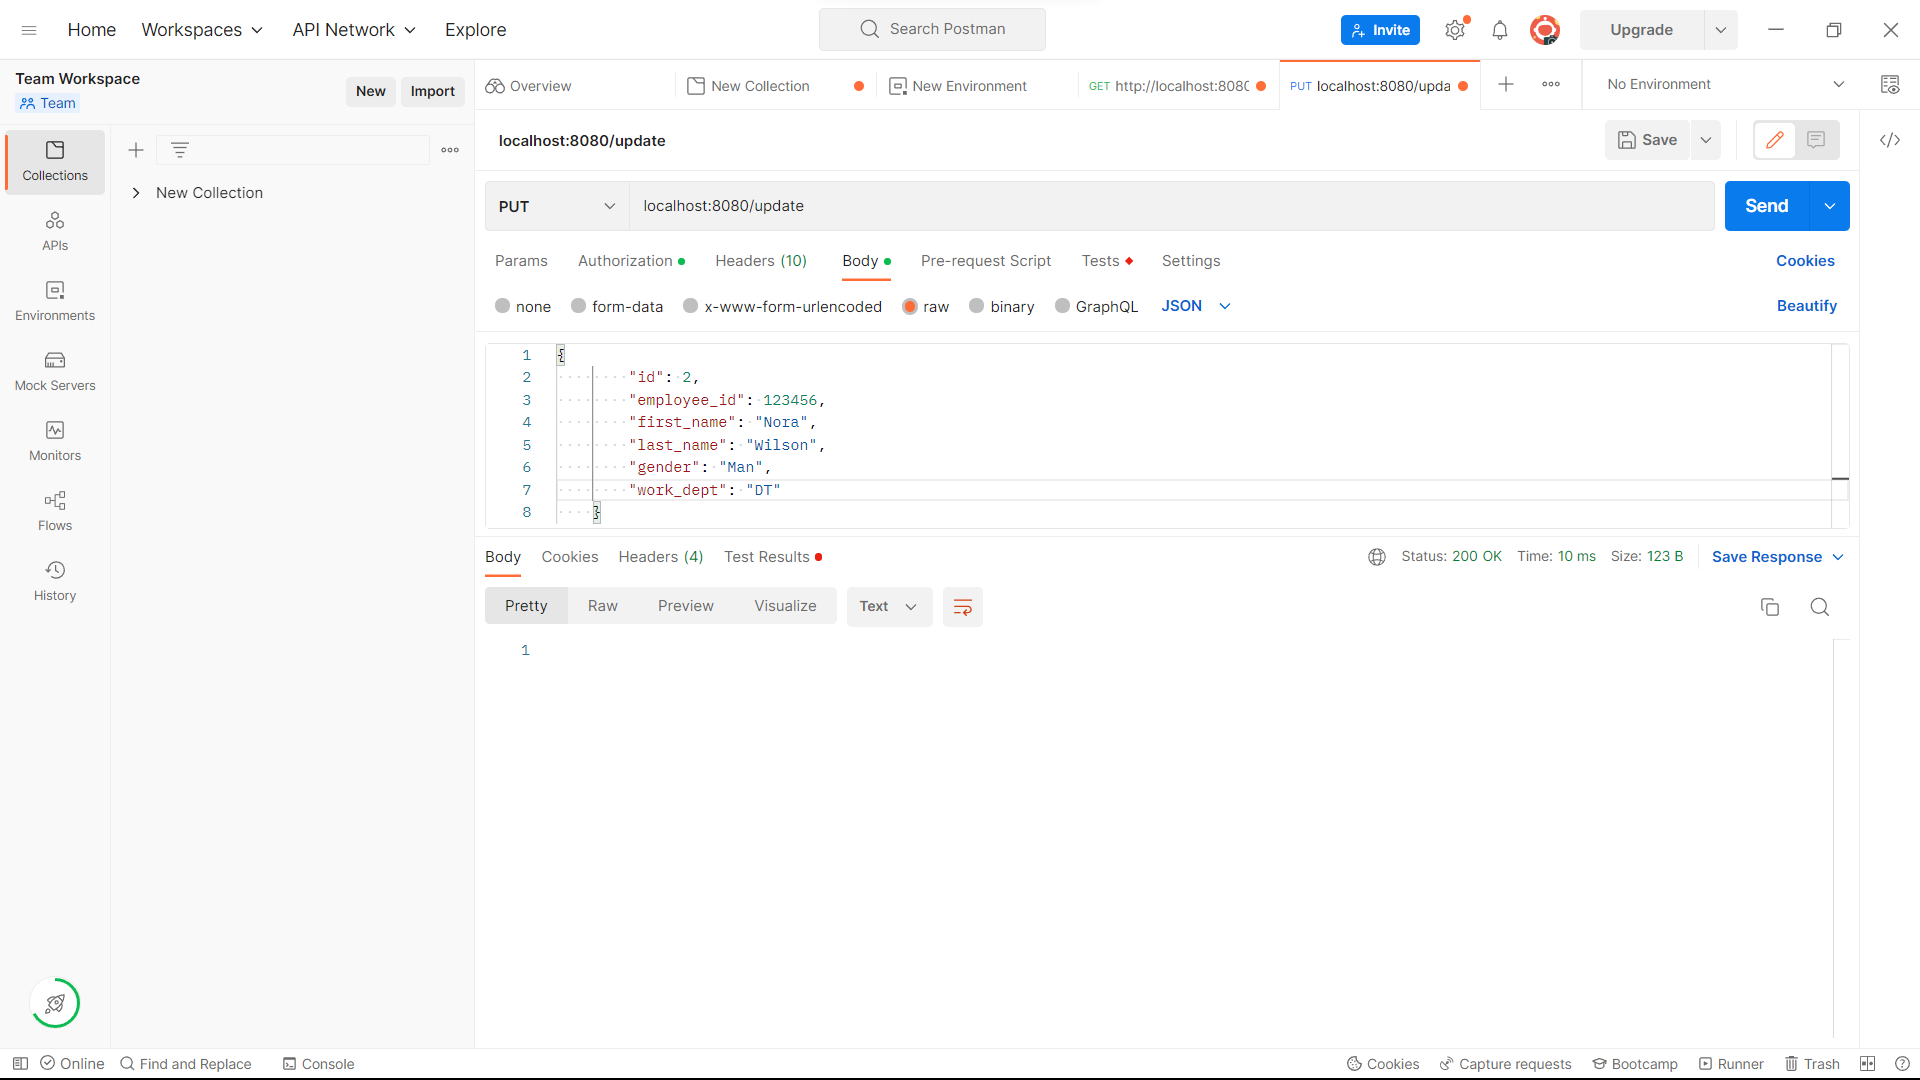 Home Workspaces API Network Explore Search Postman Invite Upgrade
Team Workspace
Team
New Import
Overview New Collection New Environment GET http://localhost:808 PUT localhost:8080/upda No Environment
localhost:8080/update
Save
Collections
APIs
Environments
Mock Servers
Monitors
Flows
History
New Collection
PUT localhost:8080/update Send
Params Authorization Headers (10) Body Pre-request Script Tests Settings Cookies
none form-data x-www-form-urlencoded raw binary GraphQL JSON Beautify
1 {
2 "id": 2,
3 "employee_id": 123456,
4 "first_name": "Nora",
5 "last_name": "Wilson",
6 "gender": "Man",
7 "work_dept": "DT"
8 }
Body Cookies Headers (4) Test Results Status: 200 OK Time: 10 ms Size: 123 B Save Response
Pretty Raw Preview Visualize Text
1
Online Find and Replace Console Cookies Capture requests Bootcamp Runner Trash